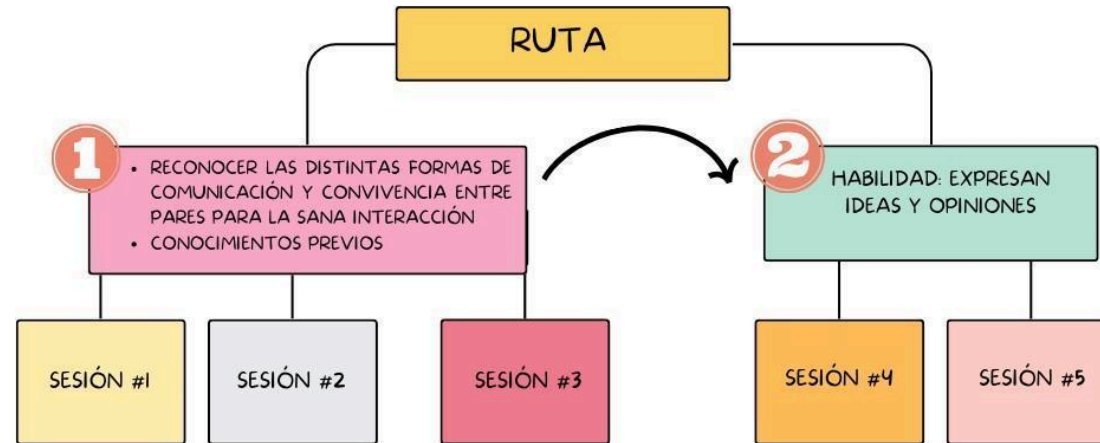 RUTA
1
• RECONOCER LAS DISTINTAS FORMAS DE
COMUNICACIÓN Y CONVIVENCIA ENTRE
PARES PARA LA SANA INTERACCIÓN
• CONOCIMIENTOS PREVIOS
2
HABILIDAD: EXPRESAN
IDEAS Y OPINIONES
SESIÓN #1
SESIÓN #2
SESIÓN #3
SESIÓN #4
SESIÓN #5